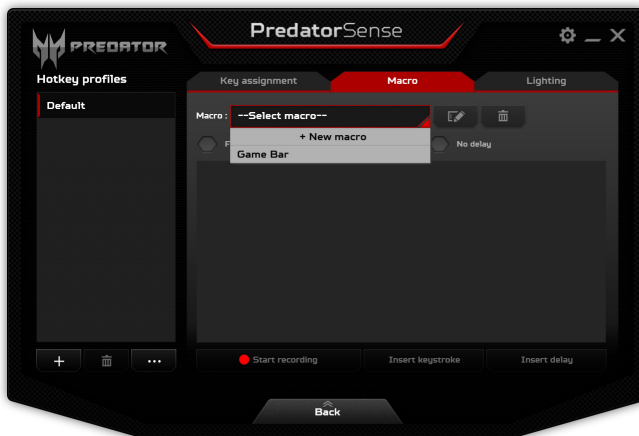 PredatorSense
PREDATOR
Hotkey profiles
Default
Key assignment
Macro
Lighting
Macro :
--Select macro--
+ New macro
Game Bar
F
No delay
+
...
Start recording
Insert keystroke
Insert delay
Back